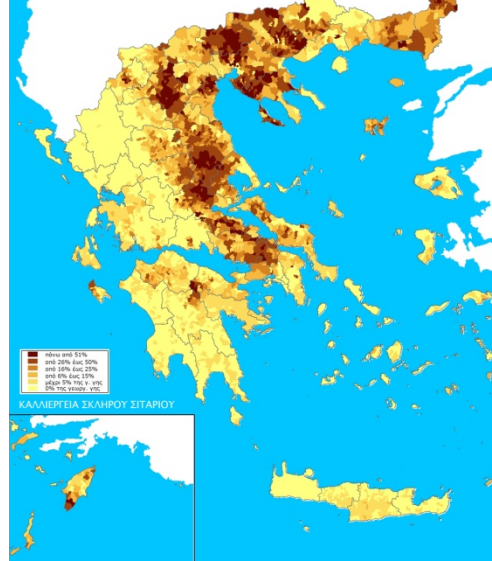 πάνω από 51%
από 26% έως 50%
από 16% έως 25%
από 6% έως 15%
μέχρι 5% της γ. γης
0% της γεωργ. γης
ΚΑΛΛΙΕΡΓΕΙΑ ΣΚΛΗΡΟΥ ΣΙΤΑΡΙΟΥ